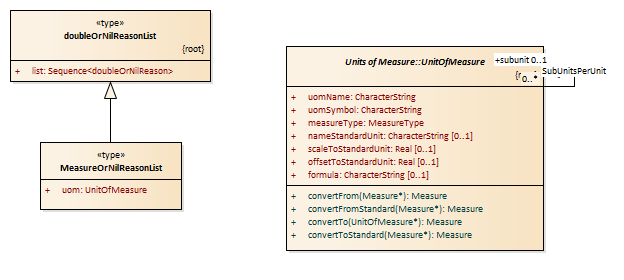 «type»
doubleOrNilReasonList
{root}
+ list: Sequence<doubleOrNilReason>
«type»
MeasureOrNilReasonList
+ uom: UnitOfMeasure
Units of Measure::UnitOfMeasure
+subunit 0..1
SubUnitsPerUnit
0..*
+ uomName: CharacterString
+ uomSymbol: CharacterString
+ measureType: MeasureType
+ nameStandardUnit: CharacterString [0..1]
+ scaleToStandardUnit: Real [0..1]
+ offsetToStandardUnit: Real [0..1]
+ formula: CharacterString [0..1]
+ convertFrom(Measure*): Measure
+ convertFromStandard(Measure*): Measure
+ convertTo(UnitOfMeasure*): Measure
+ convertToStandard(Measure*): Measure